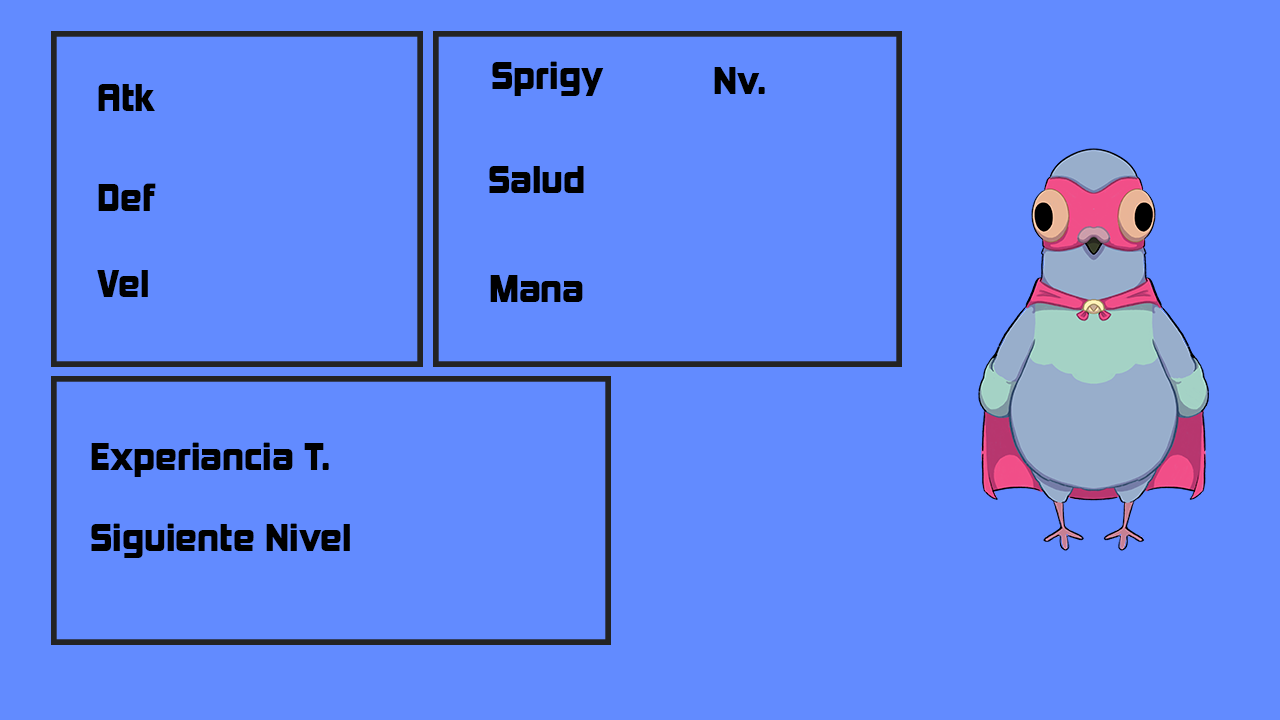 Atk
Def
Vel
Sprigy Nv.
Salud
Mana
Experiancia T.
Siguiente Nivel